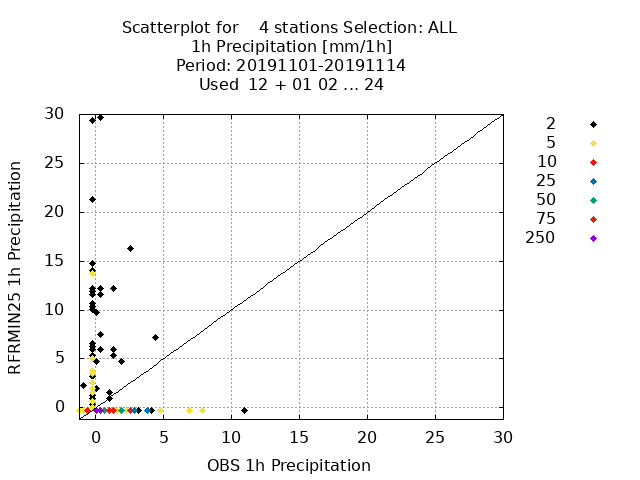 Scatterplot for 4 stations Selection: ALL
1h Precipitation [mm/1h]
Period: 20191101-20191114
Used 12 + 01 02 ... 24
30
25
20
15
10
5
0
RFRMIN25 1h Precipitation
0 5 10 15 20 25 30
OBS 1h Precipitation
2
5
10
25
50
75
250